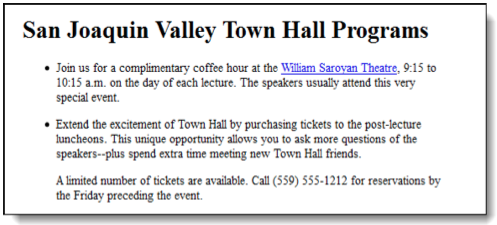 San Joaquin Valley Town Hall Programs
• Join us for a complimentary coffee hour at the William Saroyan Theatre, 9:15 to
10:15 a.m. on the day of each lecture. The speakers usually attend this very
special event.
• Extend the excitement of Town Hall by purchasing tickets to the post-lecture
luncheons. This unique opportunity allows you to ask more questions of the
speakers--plus spend extra time meeting new Town Hall friends.
A limited number of tickets are available. Call (559) 555-1212 for reservations by
the Friday preceding the event.